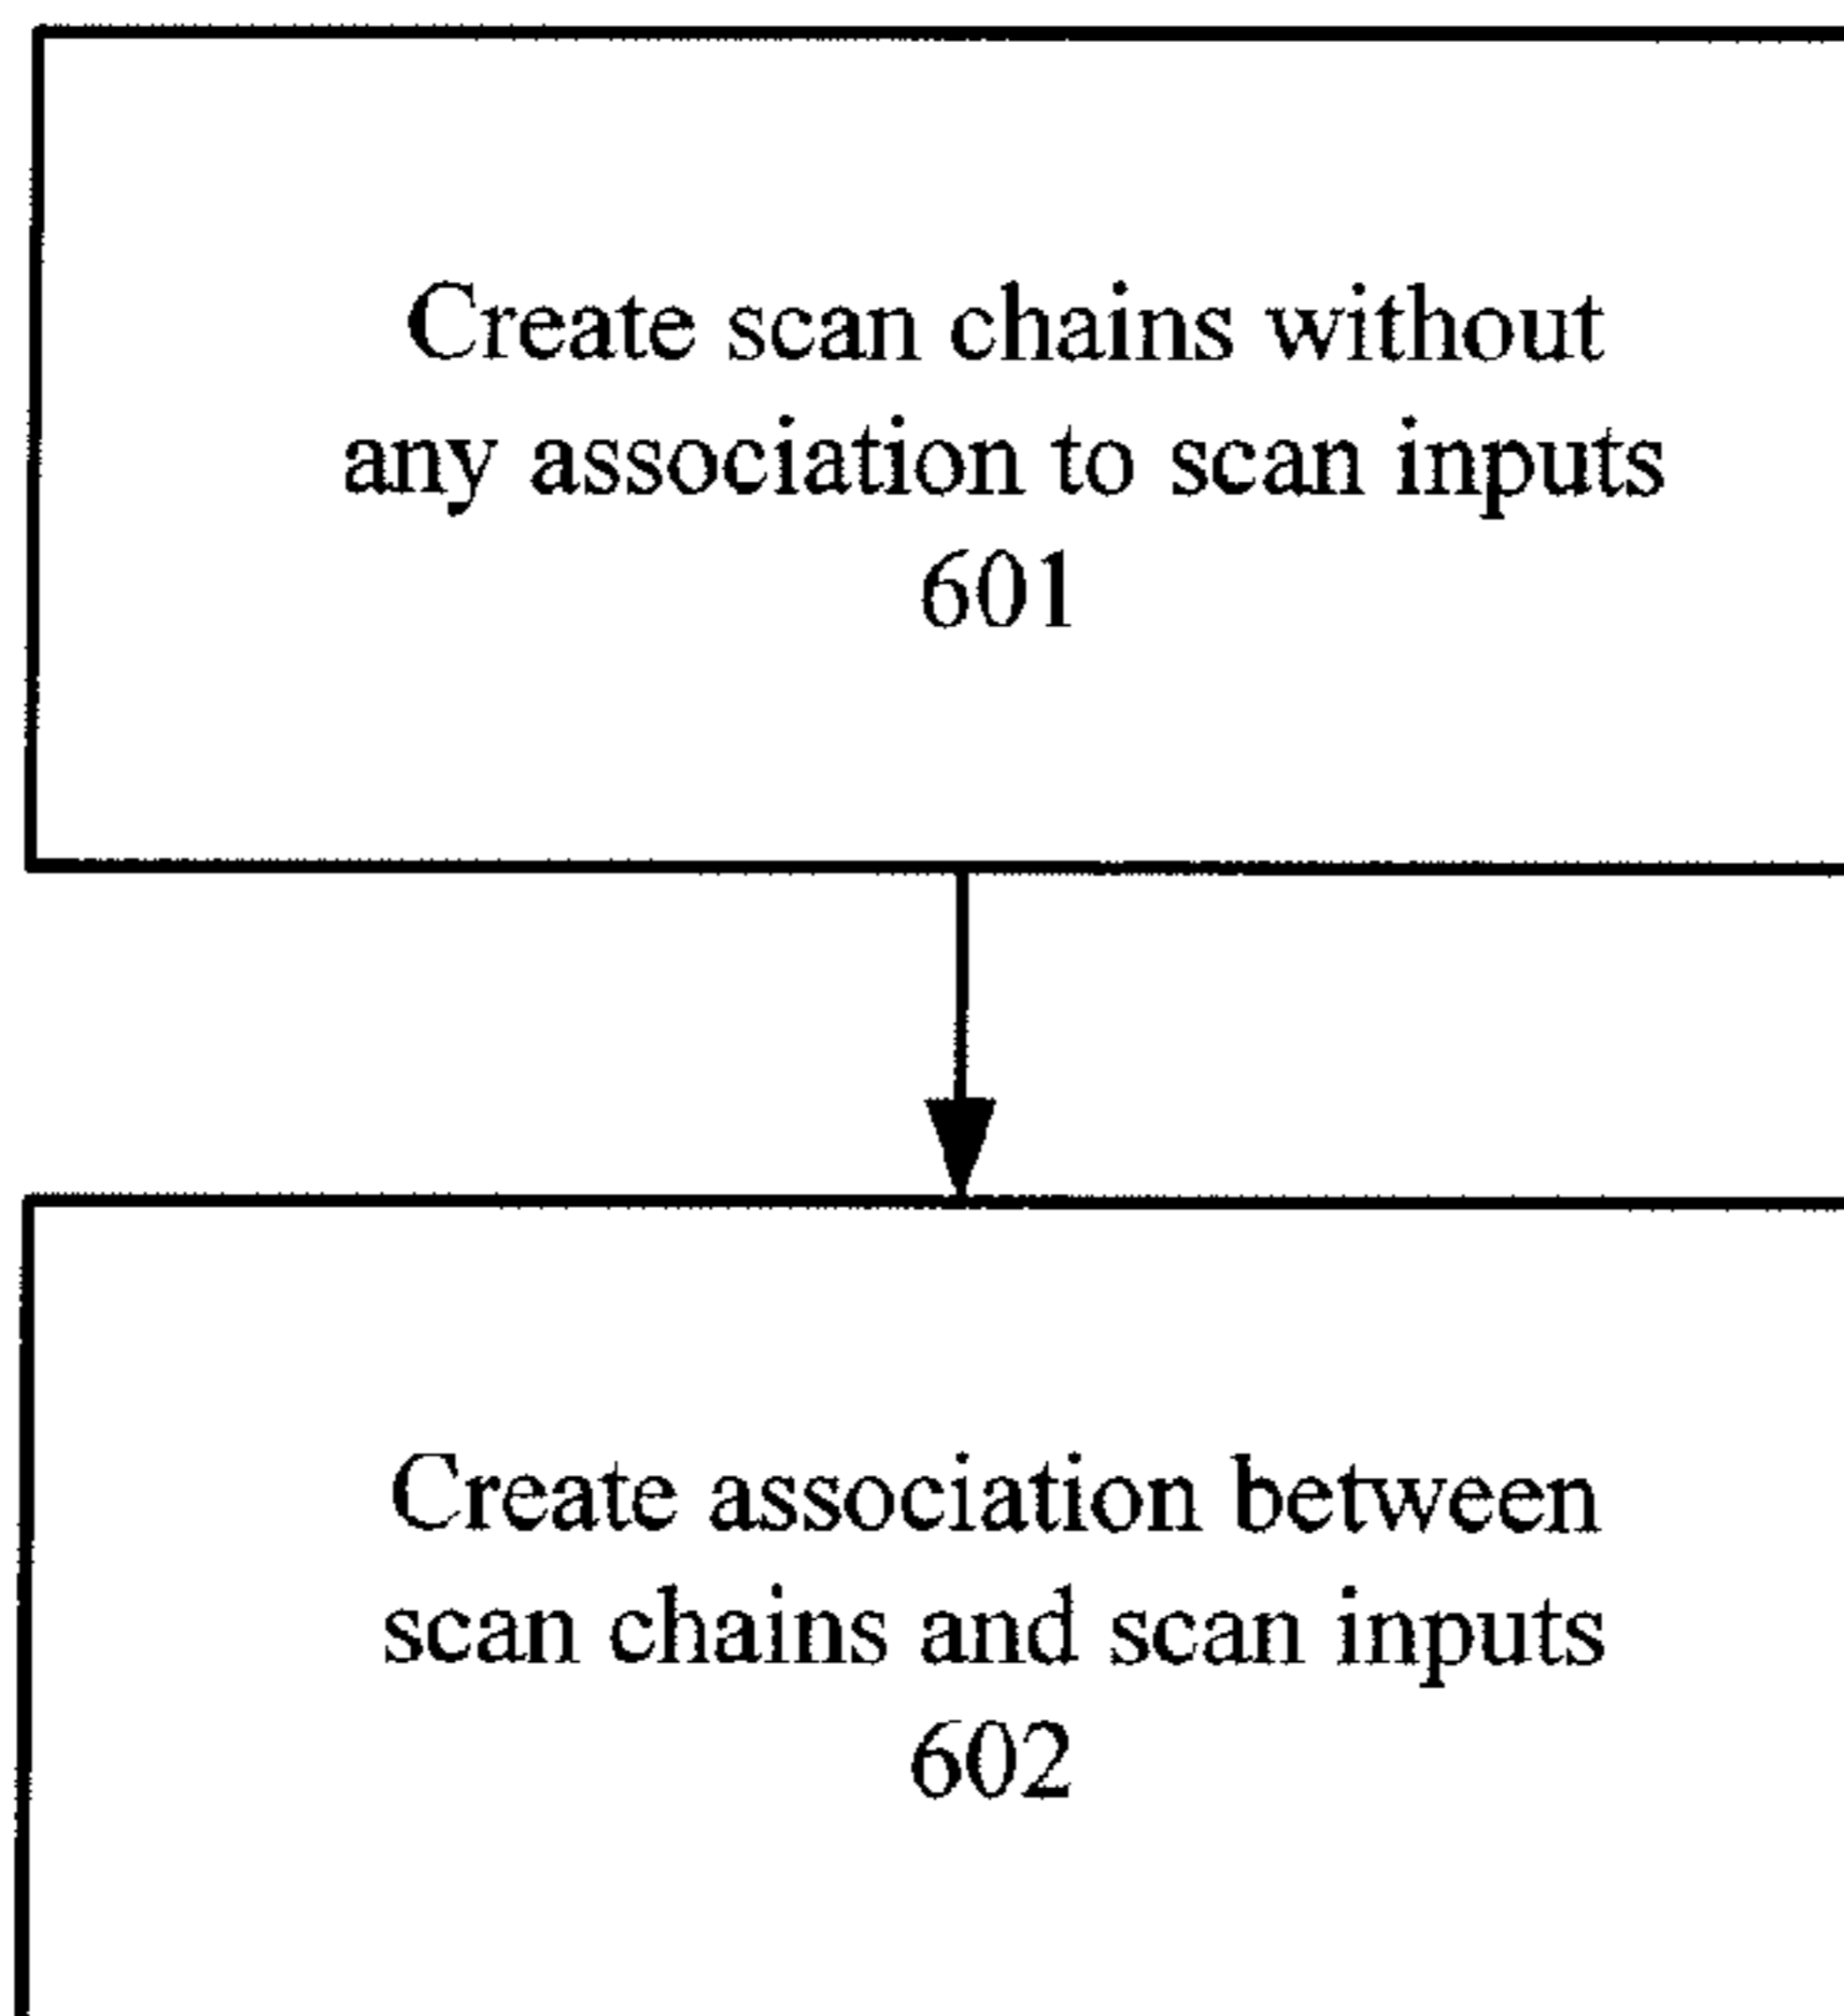 Create scan chains without
any association to scan inputs
601
Create association between
scan chains and scan inputs
602